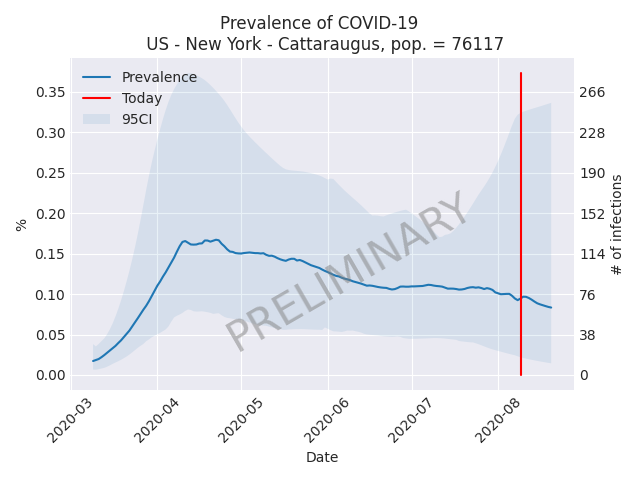 Prevalence of COVID-19
US - New York - Cattaraugus, pop. = 76117
Prevalence
Today
95CI
0.35
0.30
0.25
0.20
0.15
0.10
0.05
0.00
%
266
228
190
152
114
76
38
0
# of infections
PRELIMINARY
2020-03
2020-04
2020-05
2020-06
2020-07
2020-08
Date